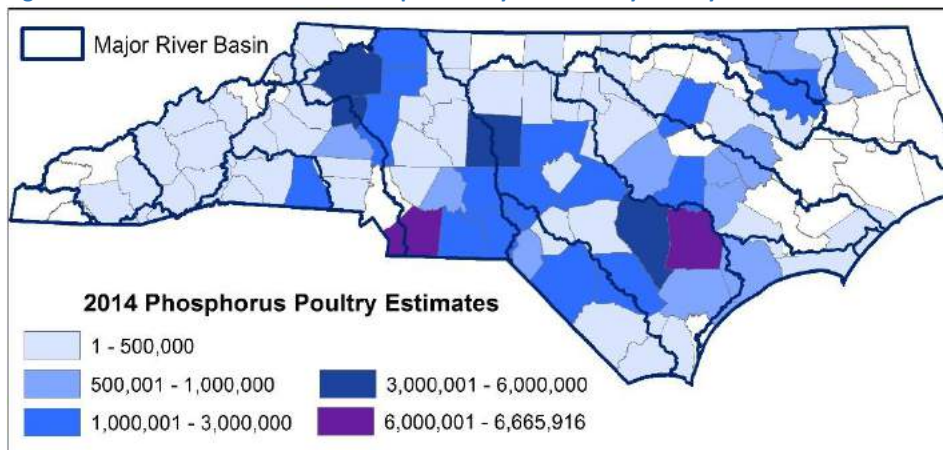 Major River Basin
2014 Phosphorus Poultry Estimates
1 - 500,000
500,001 - 1,000,000
1,000,001 - 3,000,000
3,000,001 - 6,000,000
6,000,001 - 6,665,916